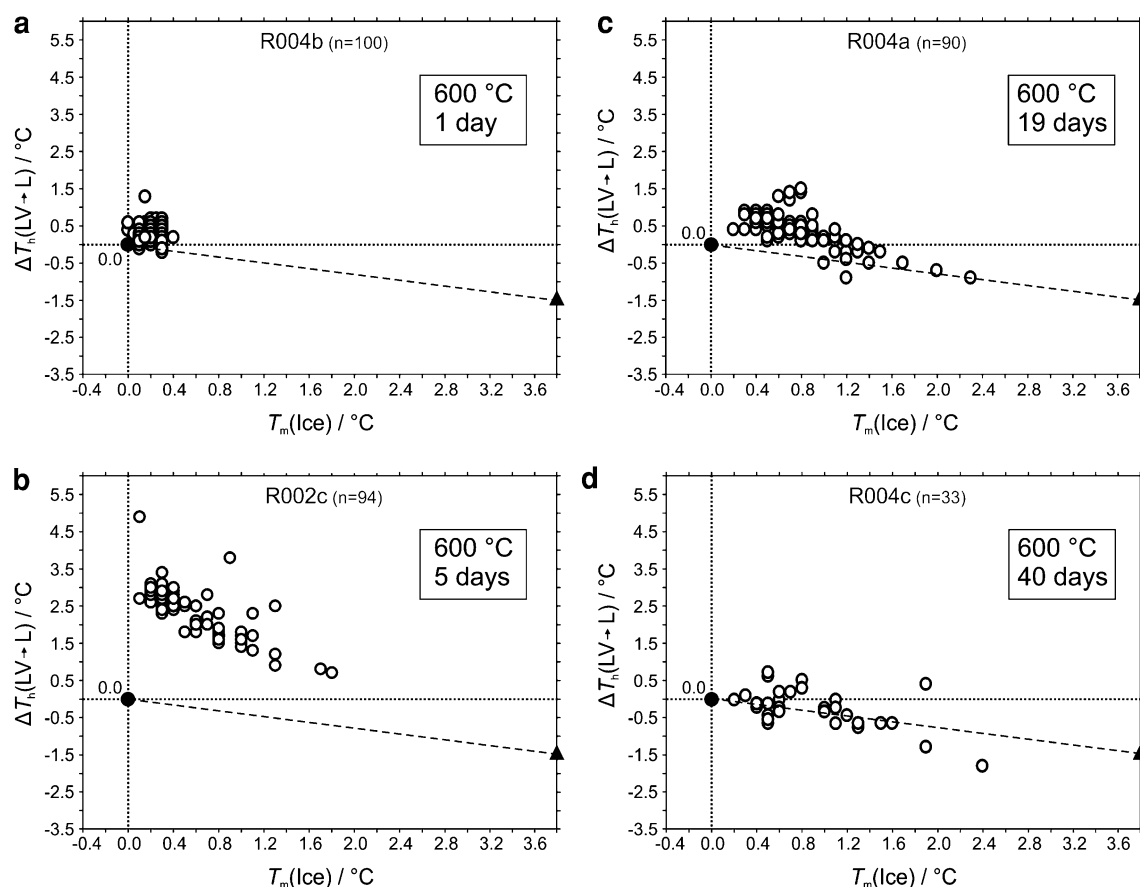 a
R004b (n=100)
600 °C
1 day
5.5
4.5
3.5
2.5
1.5
0.5
-0.5
-1.5
-2.5
-3.5
0.0
ΔTh(LV→L) / °C
-0.4 0.0 0.4 0.8 1.2 1.6 2.0 2.4 2.8 3.2 3.6
Tm(Ice) / °C
c
R004a (n=90)
600 °C
19 days
5.5
4.5
3.5
2.5
1.5
0.5
-0.5
-1.5
-2.5
-3.5
0.0
ΔTh(LV→L) / °C
-0.4 0.0 0.4 0.8 1.2 1.6 2.0 2.4 2.8 3.2 3.6
Tm(Ice) / °C
b
R002c (n=94)
600 °C
5 days
5.5
4.5
3.5
2.5
1.5
0.5
-0.5
-1.5
-2.5
-3.5
0.0
ΔTh(LV→L) / °C
-0.4 0.0 0.4 0.8 1.2 1.6 2.0 2.4 2.8 3.2 3.6
Tm(Ice) / °C
d
R004c (n=33)
600 °C
40 days
5.5
4.5
3.5
2.5
1.5
0.5
-0.5
-1.5
-2.5
-3.5
0.0
ΔTh(LV→L) / °C
-0.4 0.0 0.4 0.8 1.2 1.6 2.0 2.4 2.8 3.2 3.6
Tm(Ice) / °C